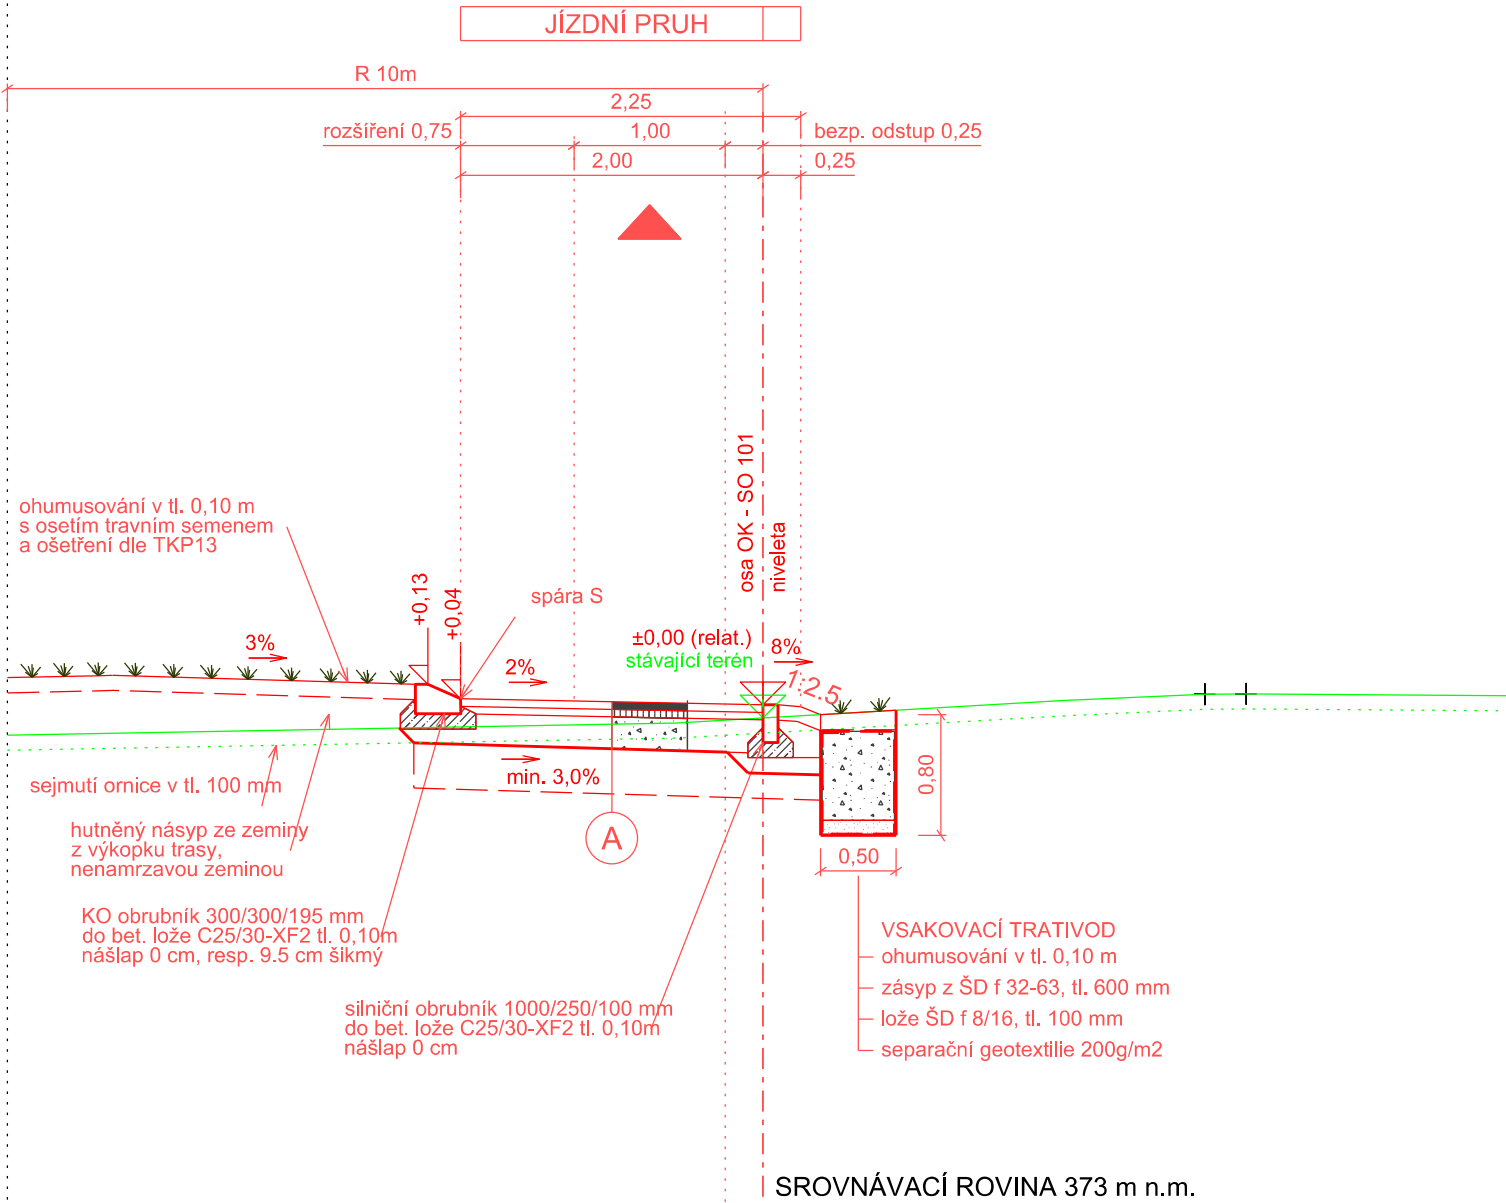 JÍZDNÍ PRUH
R 10m
2,25
rozšíření 0,75
1,00
bezp. odstup 0,25
2,00
0,25
osa OK - SO 101
niveleta
ohumusování v tl. 0,10 m
s osetím travním semenem
a ošetření dle TKP13
+0,13
+0,04
spára S
±0,00 (relat.)
stávající terén
3%
2%
8%
1:2.5
min. 3,0%
sejmutí ornice v tl. 100 mm
hutněný násyp ze zeminy
z výkopku trasy,
nenamrzavou zeminou
A
0,80
0,50
KO obrubník 300/300/195 mm
do bet. lože C25/30-XF2 tl. 0,10m
nášlap 0 cm, resp. 9.5 cm šikmý
silniční obrubník 1000/250/100 mm
do bet. lože C25/30-XF2 tl. 0,10m
nášlap 0 cm
VSAKOVACÍ TRATIVOD
ohumusování v tl. 0,10 m
zásyp z ŠD f 32-63, tl. 600 mm
lože ŠD f 8/16, tl. 100 mm
separační geotextilie 200g/m2
SROVNÁVACÍ ROVINA 373 m n.m.